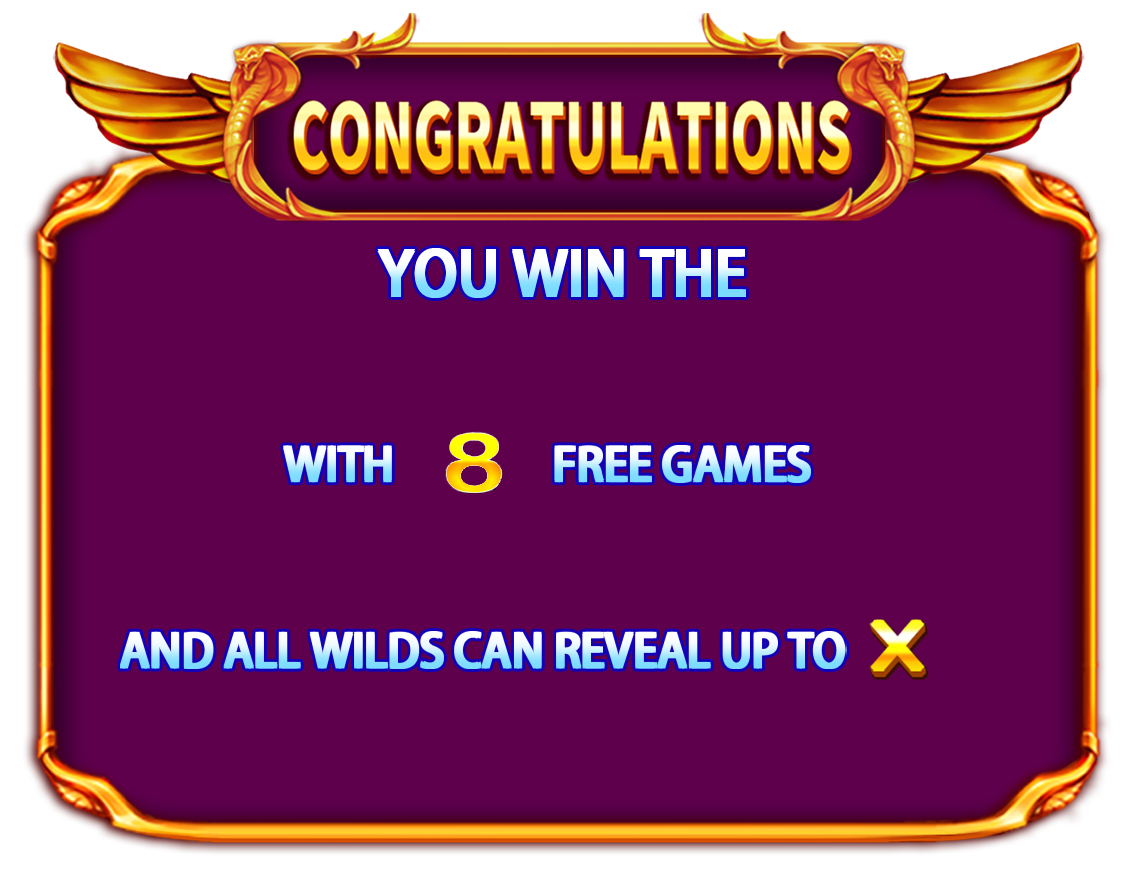 CONGRATULATIONS
YOU WIN THE
WITH 8 FREE GAMES
AND ALL WILDS CAN REVEAL UP TO X